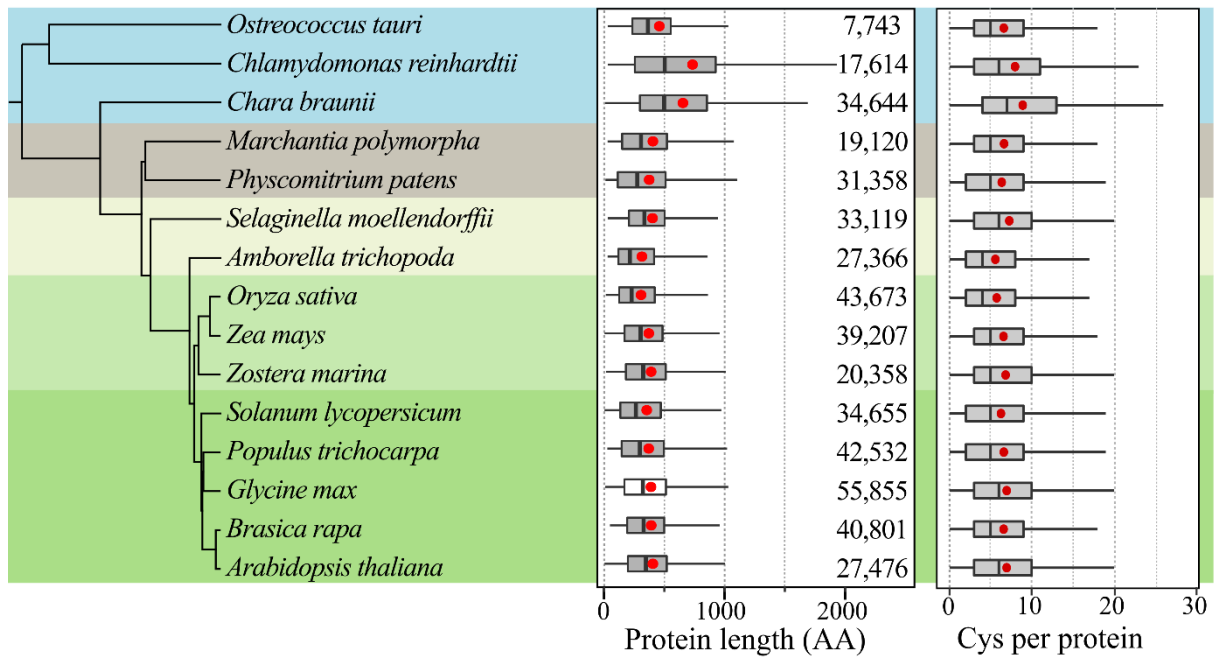 Ostreococcus tauri 7,743
Chlamydomonas reinhardtii 17,614
Chara braunii 34,644
Marchantia polymorpha 19,120
Physcomitrium patens 31,358
Selaginella moellendorffii 33,119
Amborella trichopoda 27,366
Oryza sativa 43,673
Zea mays 39,207
Zostera marina 20,358
Solanum lycopersicum 34,655
Populus trichocarpa 42,532
Glycine max 55,855
Brasica rapa 40,801
Arabidopsis thaliana 27,476
0 1000 2000 0 10 20 30
Protein length (AA) Cys per protein